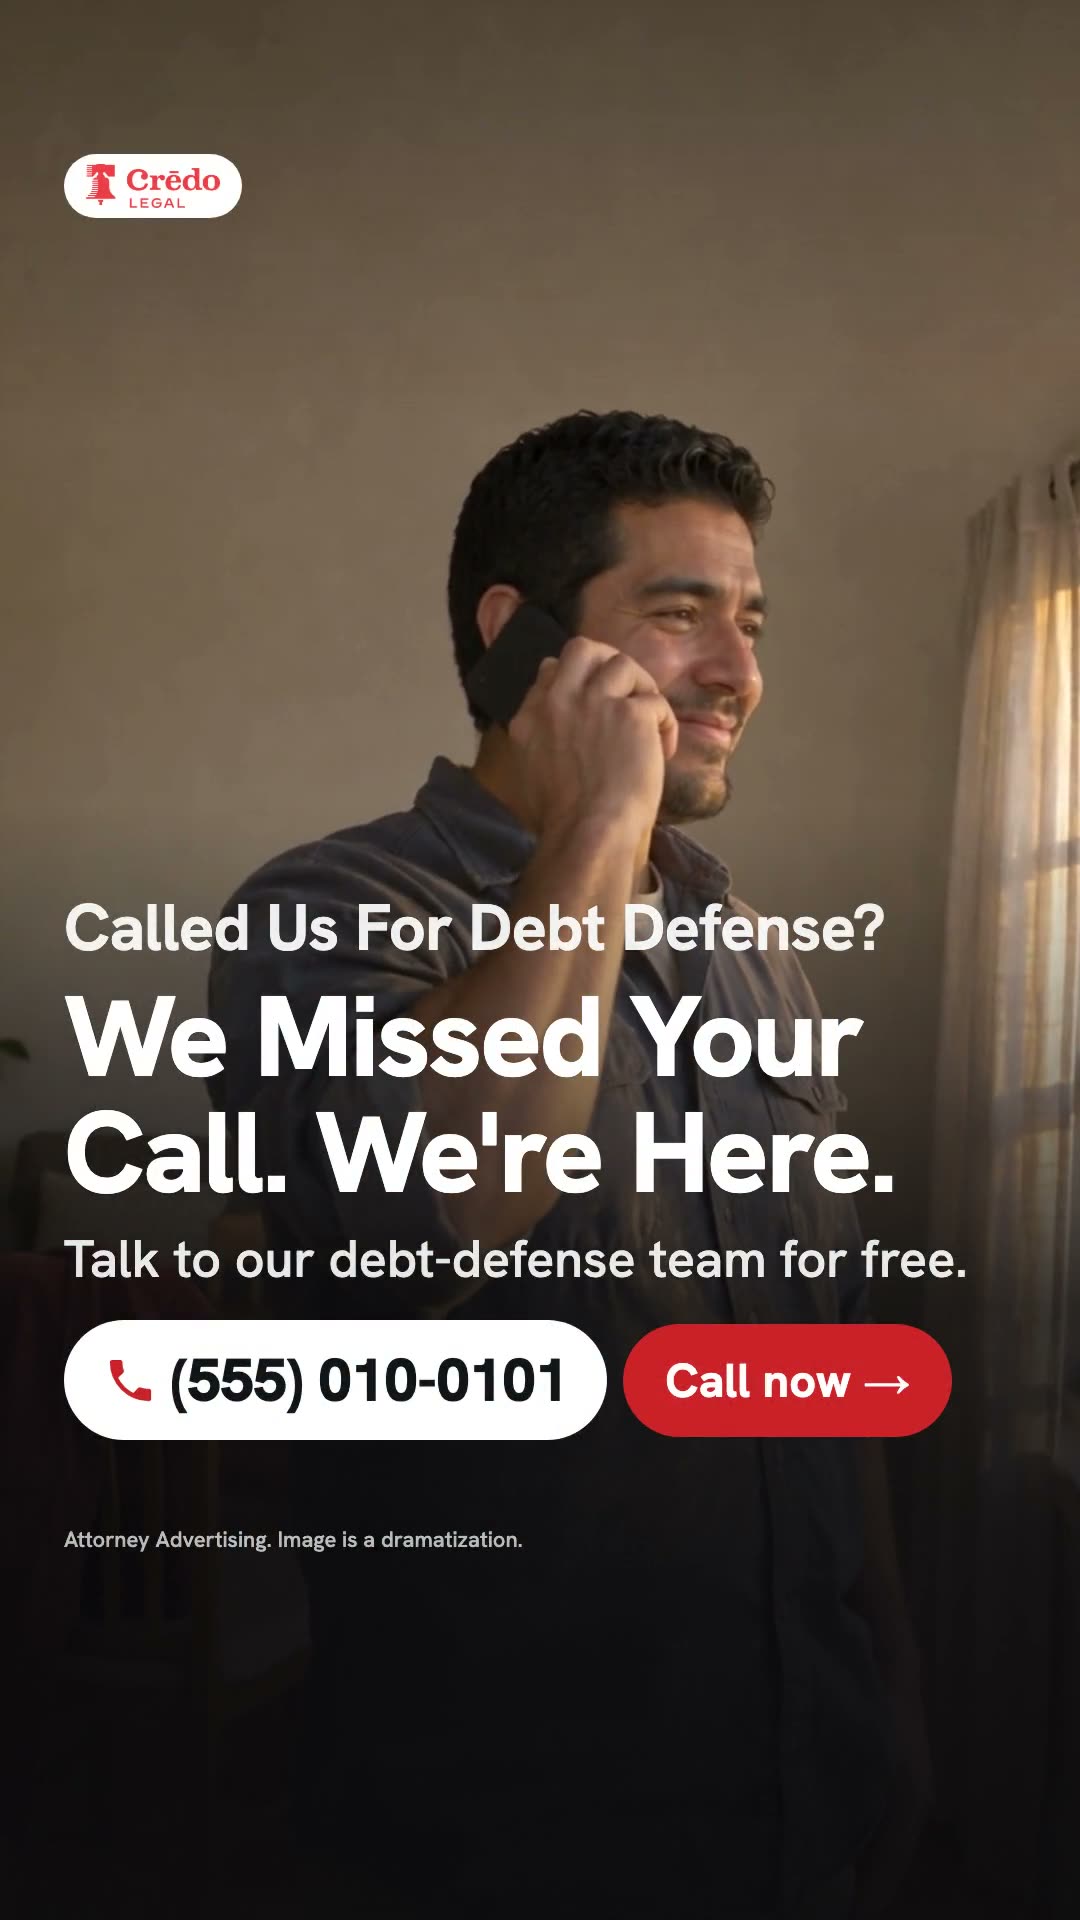 Crēdo
LEGAL
Called Us For Debt Defense?
We Missed Your
Call. We're Here.
Talk to our debt-defense team for free.
(555) 010-0101
Call now →
Attorney Advertising. Image is a dramatization.